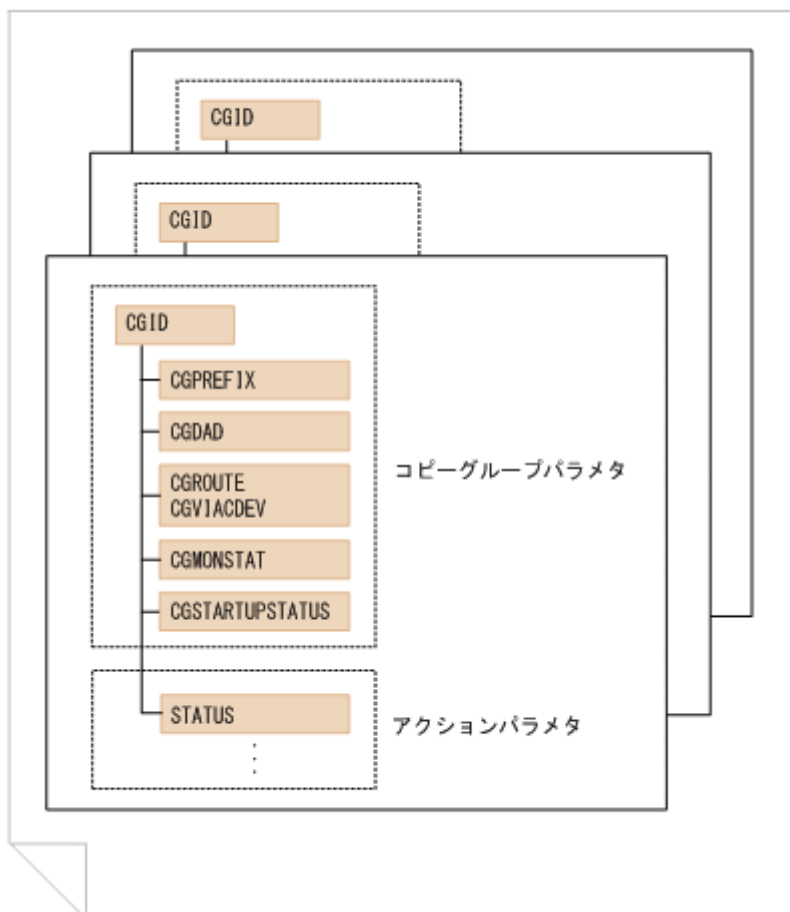 CGID
CGID
CGID
CGPREFIX
CGDAD
CGROUTE
CGVIACDEV
コピーグループパラメタ
CGMONSTAT
CGSTARTUPSTATUS
STATUS
アクションパラメタ